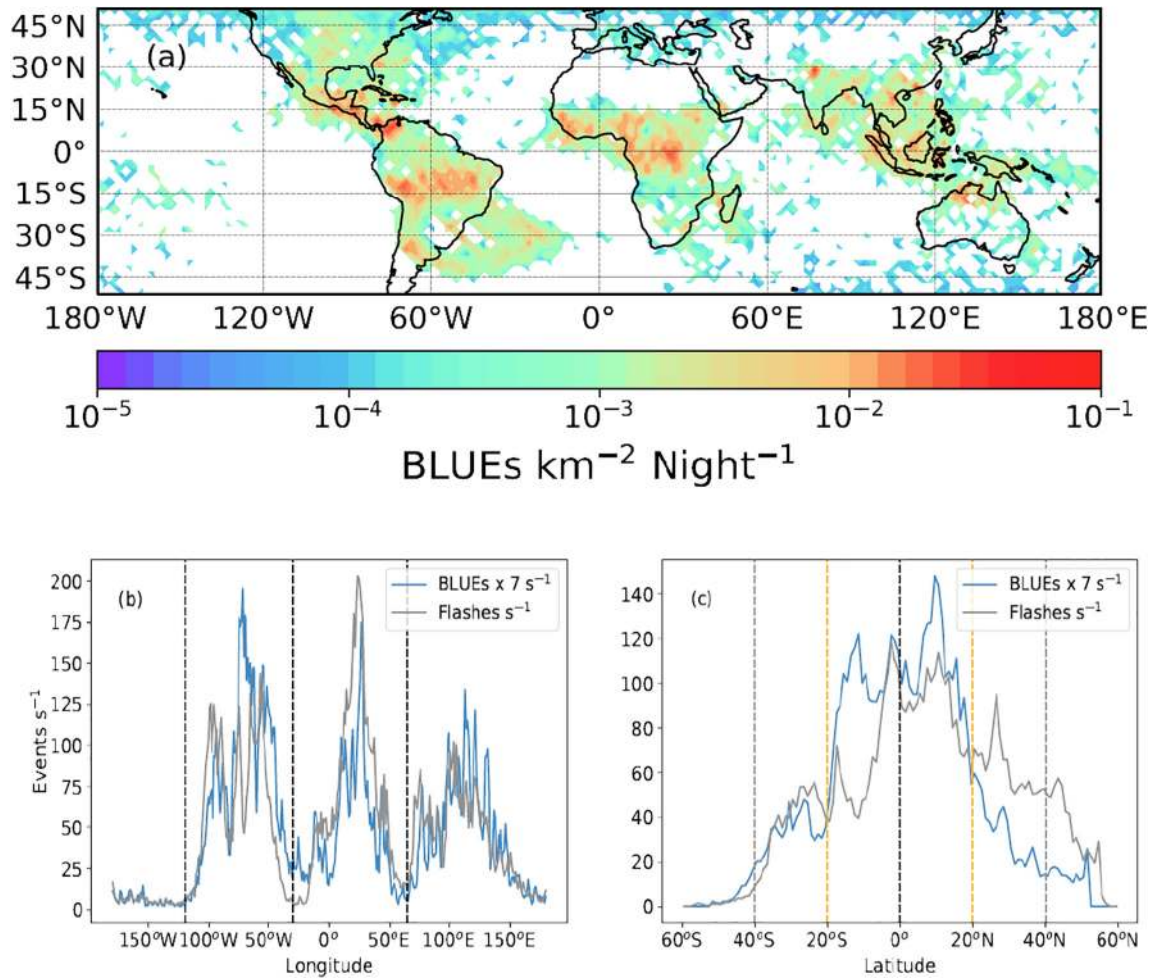 45°N
(a)
30°N
15°N
0°
15°S
30°S
45°S
180°W 120°W 60°W 0° 60°E 120°E 180°E
10⁻⁵ 10⁻⁴ 10⁻³ 10⁻² 10⁻¹
BLUEs km⁻² Night⁻¹
(b)
BLUEs x 7 s⁻¹
Flashes s⁻¹
200
175
150
125
100
75
50
25
0
Events s⁻¹
150°W 100°W 50°W 0° 50°E 100°E 150°E
Longitude
(c)
BLUEs x 7 s⁻¹
Flashes s⁻¹
140
120
100
80
60
40
20
0
60°S 40°S 20°S 0° 20°N 40°N 60°N
Latitude